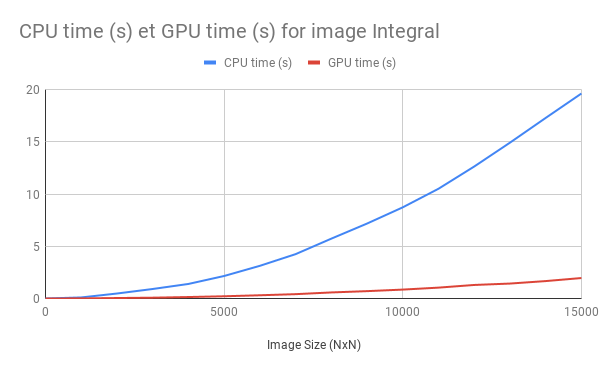 CPU time (s) et GPU time (s) for image Integral
CPU time (s) GPU time (s)
20
15
10
5
0
0 5000 10000 15000
Image Size (NxN)